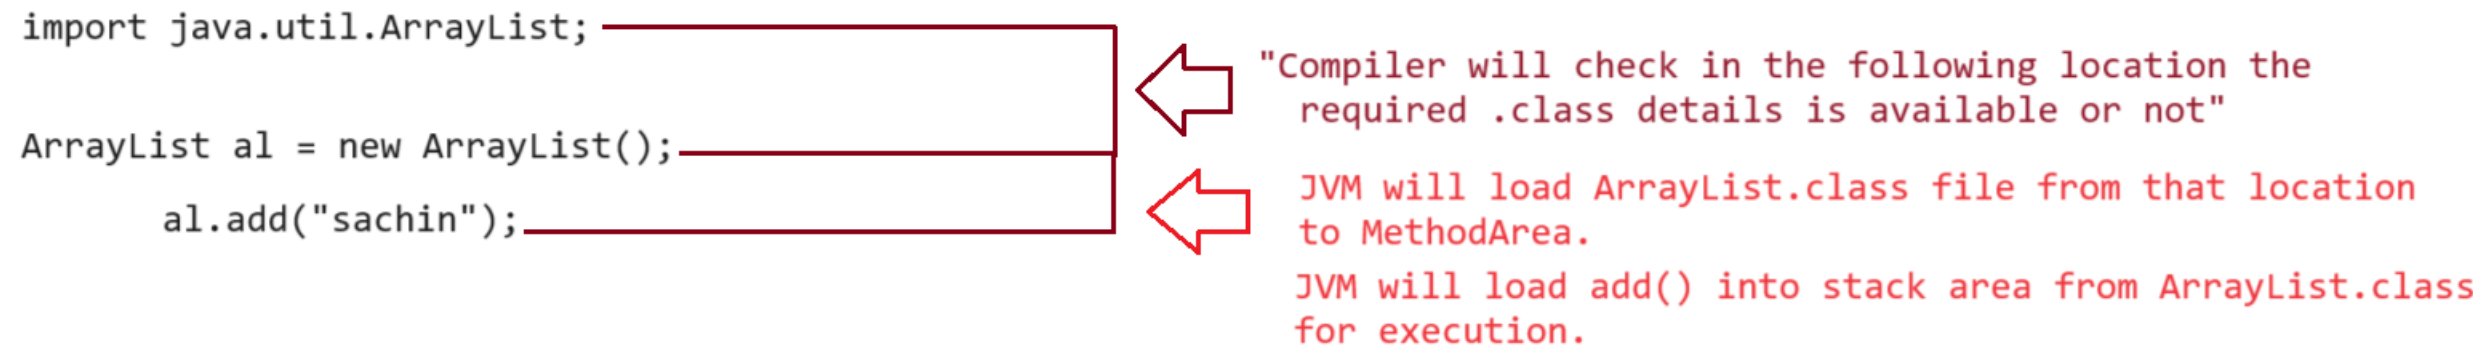 import java.util.ArrayList;
"Compiler will check in the following location the
required .class details is available or not"
ArrayList al = new ArrayList();
al.add("sachin");
JVM will load ArrayList.class file from that location
to MethodArea.
JVM will load add() into stack area from ArrayList.class
for execution.